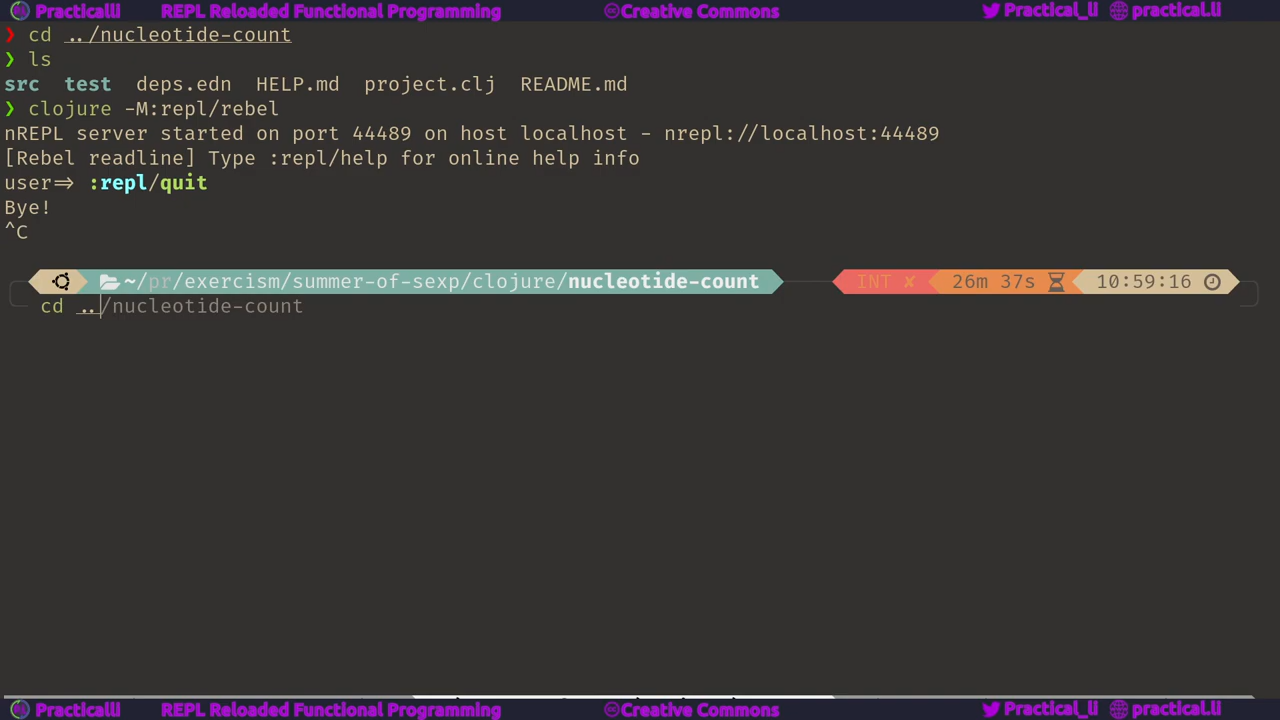 Practicalli REPL Reloaded Functional Programming Creative Commons Practical_li practical.li
❯ cd ../nucleotide-count
❯ ls
src test deps.edn HELP.md project.clj README.md
❯ clojure -M:repl/rebel
nREPL server started on port 44489 on host localhost - nrepl://localhost:44489
[Rebel readline] Type :repl/help for online help info
user=> :repl/quit
Bye!
^C
~/pr/exercism/summer-of-sexp/clojure/nucleotide-count INT ✘ 26m 37s 10:59:16
cd ../nucleotide-count
Practicalli REPL Reloaded Functional Programming Creative Commons Practical_li practical.li